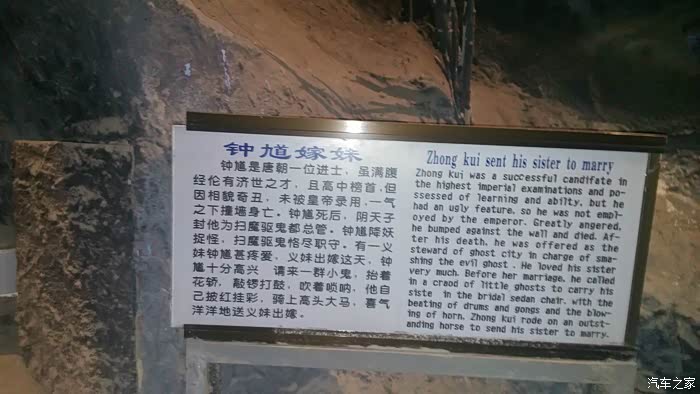 钟馗嫁妹
钟馗是唐朝一位进士，虽满腹
经伦有济世之才，且高中榜首，但
因相貌奇丑，未被皇帝录用，一气
之下撞墙身亡。钟馗死后，阴天子
封他为扫魔驱鬼都总管。钟馗降妖
捉怪，扫魔驱鬼恪尽职守。有一义
妹钟馗甚疼爱，义妹出嫁这天，钟
馗十分高兴 请来一群小鬼，抬着
花轿，敲锣打鼓，吹着唢呐，他自
己披红挂彩，骑上高头大马，喜气
洋洋地送义妹出嫁。
Zhong kui sent his sister to marry
Zhong kui was a successful candifate in
the highest imperial examinations and po-
ssessed of learning and abilty, but he
had an ugly feature, so he was not empl-
oyed by the emperor. Greatly angered,
he bumped against the wall and died. Af-
ter his death, he was offered as the
steward of ghost city in charge of sma-
shing the evil ghost. He loved his sister
very much. Before her marriage, he called
in a craod of little ghosts to carry his
siste in the bridal sedan chair, with the
beating of drums and gongs and the blow-
ing of horn, Zhong kui rode on an outst-
anding horse to send his sister to marry.
汽车之家